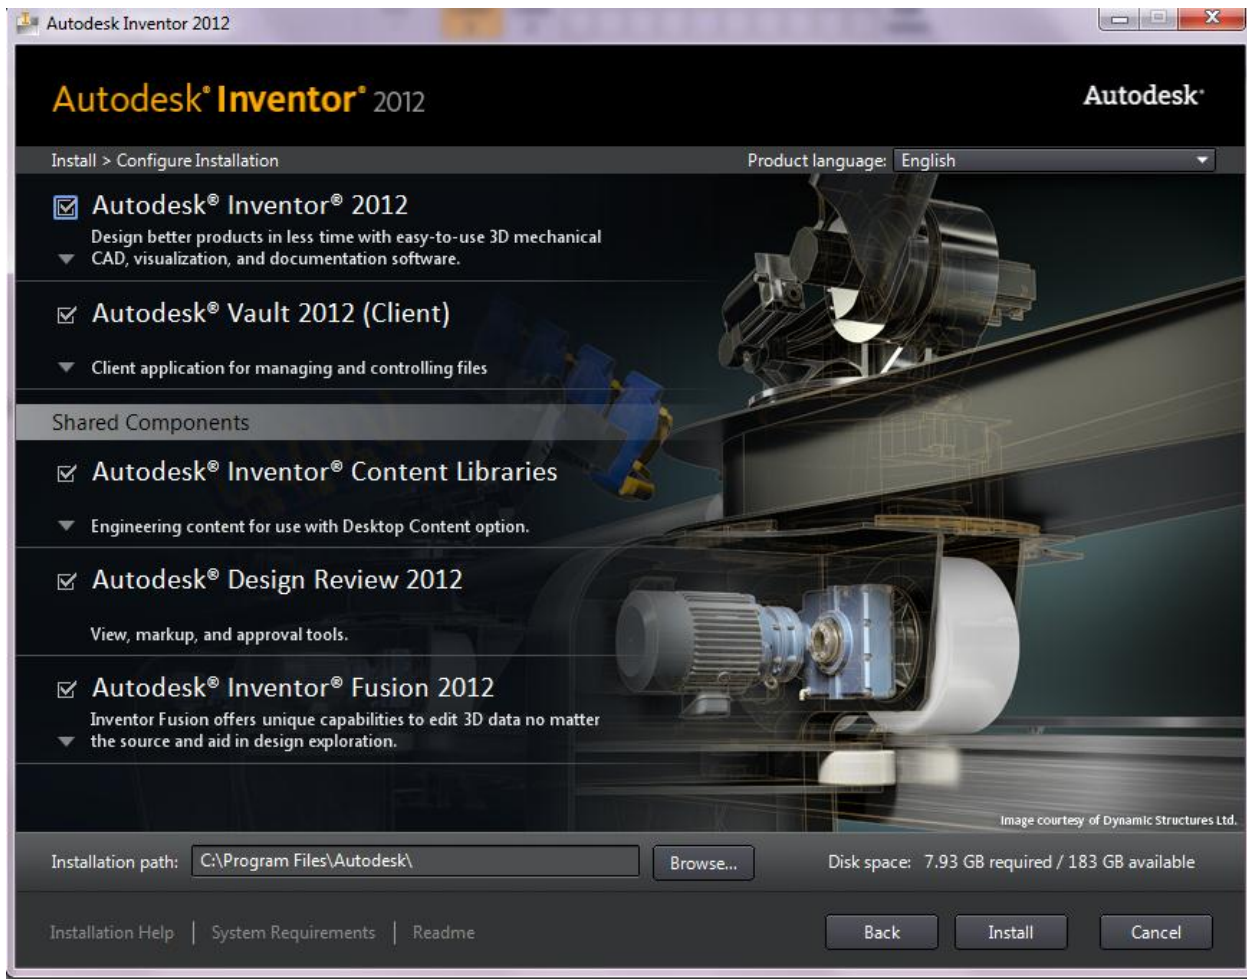 Autodesk Inventor 2012
Autodesk® Inventor® 2012
Autodesk®
Install > Configure Installation
Product language: English
Autodesk® Inventor® 2012
Design better products in less time with easy-to-use 3D mechanical
CAD, visualization, and documentation software.
Autodesk® Vault 2012 (Client)
Client application for managing and controlling files
Shared Components
Autodesk® Inventor® Content Libraries
Engineering content for use with Desktop Content option.
Autodesk® Design Review 2012
View, markup, and approval tools.
Autodesk® Inventor® Fusion 2012
Inventor Fusion offers unique capabilities to edit 3D data no matter
the source and aid in design exploration.
Image courtesy of Dynamic Structures Ltd.
Installation path: C:\Program Files\Autodesk\
Browse...
Disk space: 7.93 GB required / 183 GB available
Installation Help | System Requirements | Readme
Back
Install
Cancel